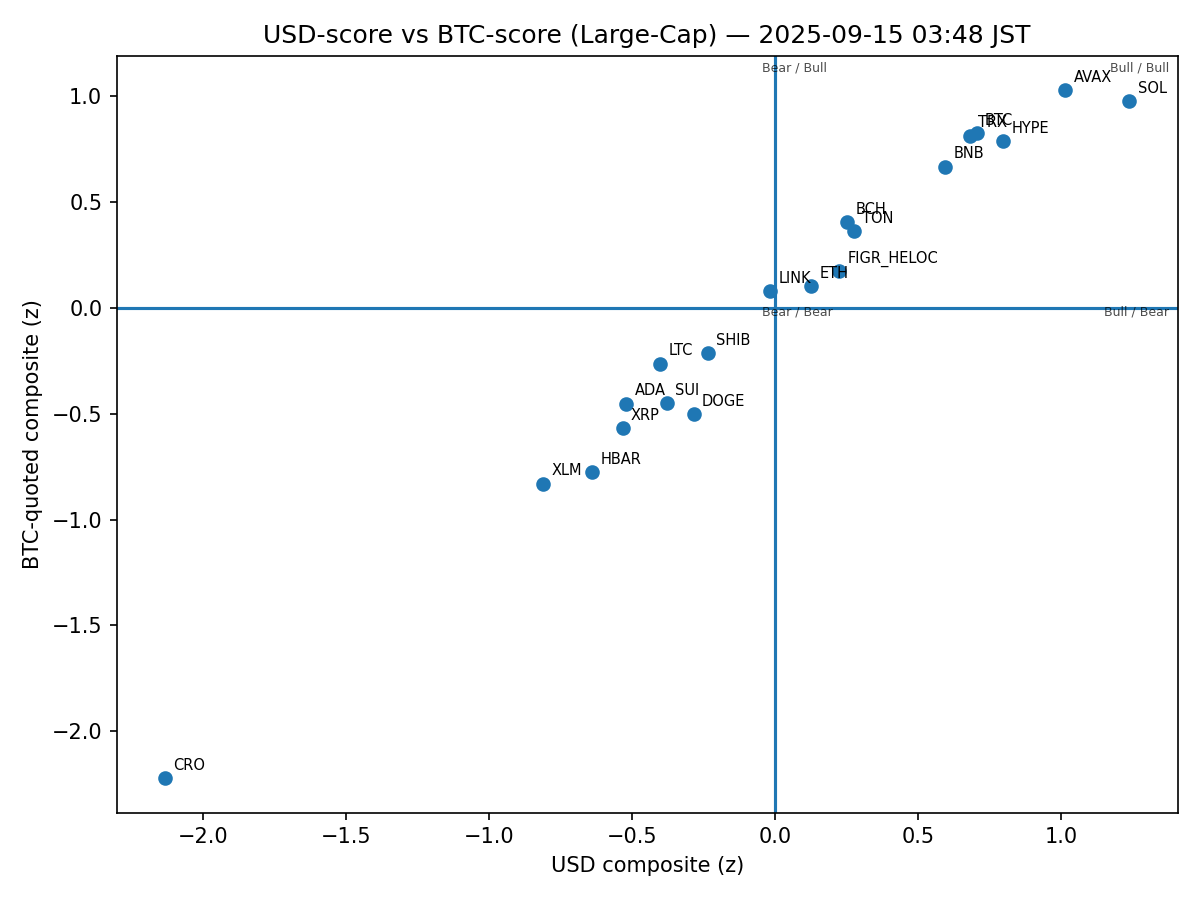 USD-score vs BTC-score (Large-Cap) — 2025-09-15 03:48 JST
Bear / Bull
Bull / Bull
AVAX
SOL
BTC
TRX
HYPE
BNB
BCH
TON
FIGR_HELOC
ETH
LINK
Bear / Bear
Bull / Bear
SHIB
LTC
ADA
SUI
DOGE
XRP
HBAR
XLM
CRO
1.0
0.5
0.0
−0.5
−1.0
−1.5
−2.0
BTC-quoted composite (z)
−2.0
−1.5
−1.0
−0.5
0.0
0.5
1.0
USD composite (z)